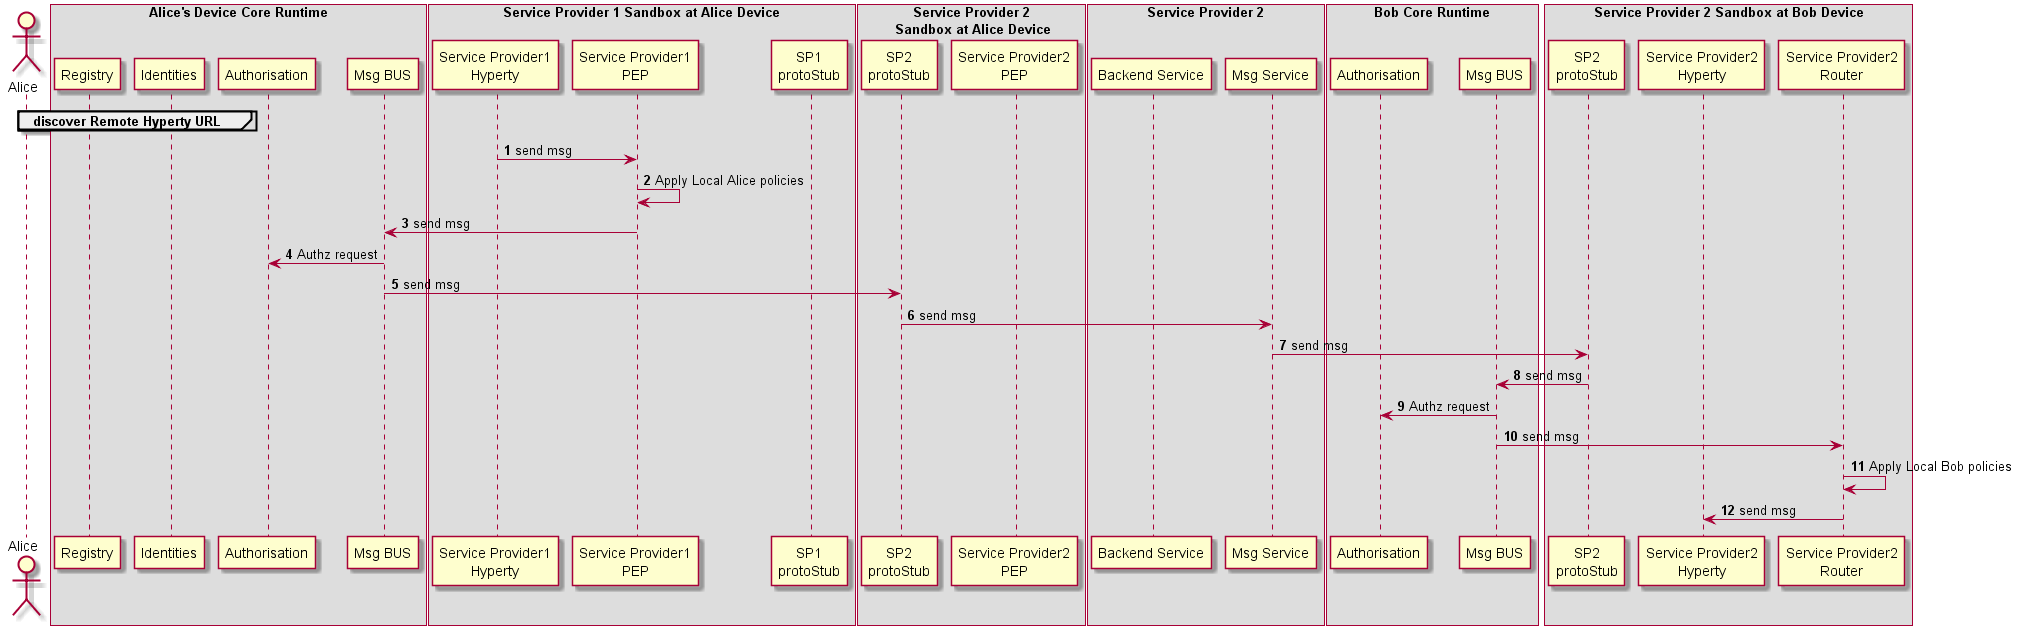 Alice's Device Core Runtime
Service Provider 1 Sandbox at Alice Device
Service Provider 2
Sandbox at Alice Device
Service Provider 2
Bob Core Runtime
Service Provider 2 Sandbox at Bob Device
Alice
Registry
Identities
Authorisation
Msg BUS
Service Provider1
Hyperty
Service Provider1
PEP
SP1
protoStub
SP2
protoStub
Service Provider2
PEP
Backend Service
Msg Service
Authorisation
Msg BUS
SP2
protoStub
Service Provider2
Hyperty
Service Provider2
Router
discover Remote Hyperty URL
1 send msg
2 Apply Local Alice policies
3 send msg
4 Authz request
5 send msg
6 send msg
7 send msg
8 send msg
9 Authz request
10 send msg
11 Apply Local Bob policies
12 send msg
Alice
Registry
Identities
Authorisation
Msg BUS
Service Provider1
Hyperty
Service Provider1
PEP
SP1
protoStub
SP2
protoStub
Service Provider2
PEP
Backend Service
Msg Service
Authorisation
Msg BUS
SP2
protoStub
Service Provider2
Hyperty
Service Provider2
Router